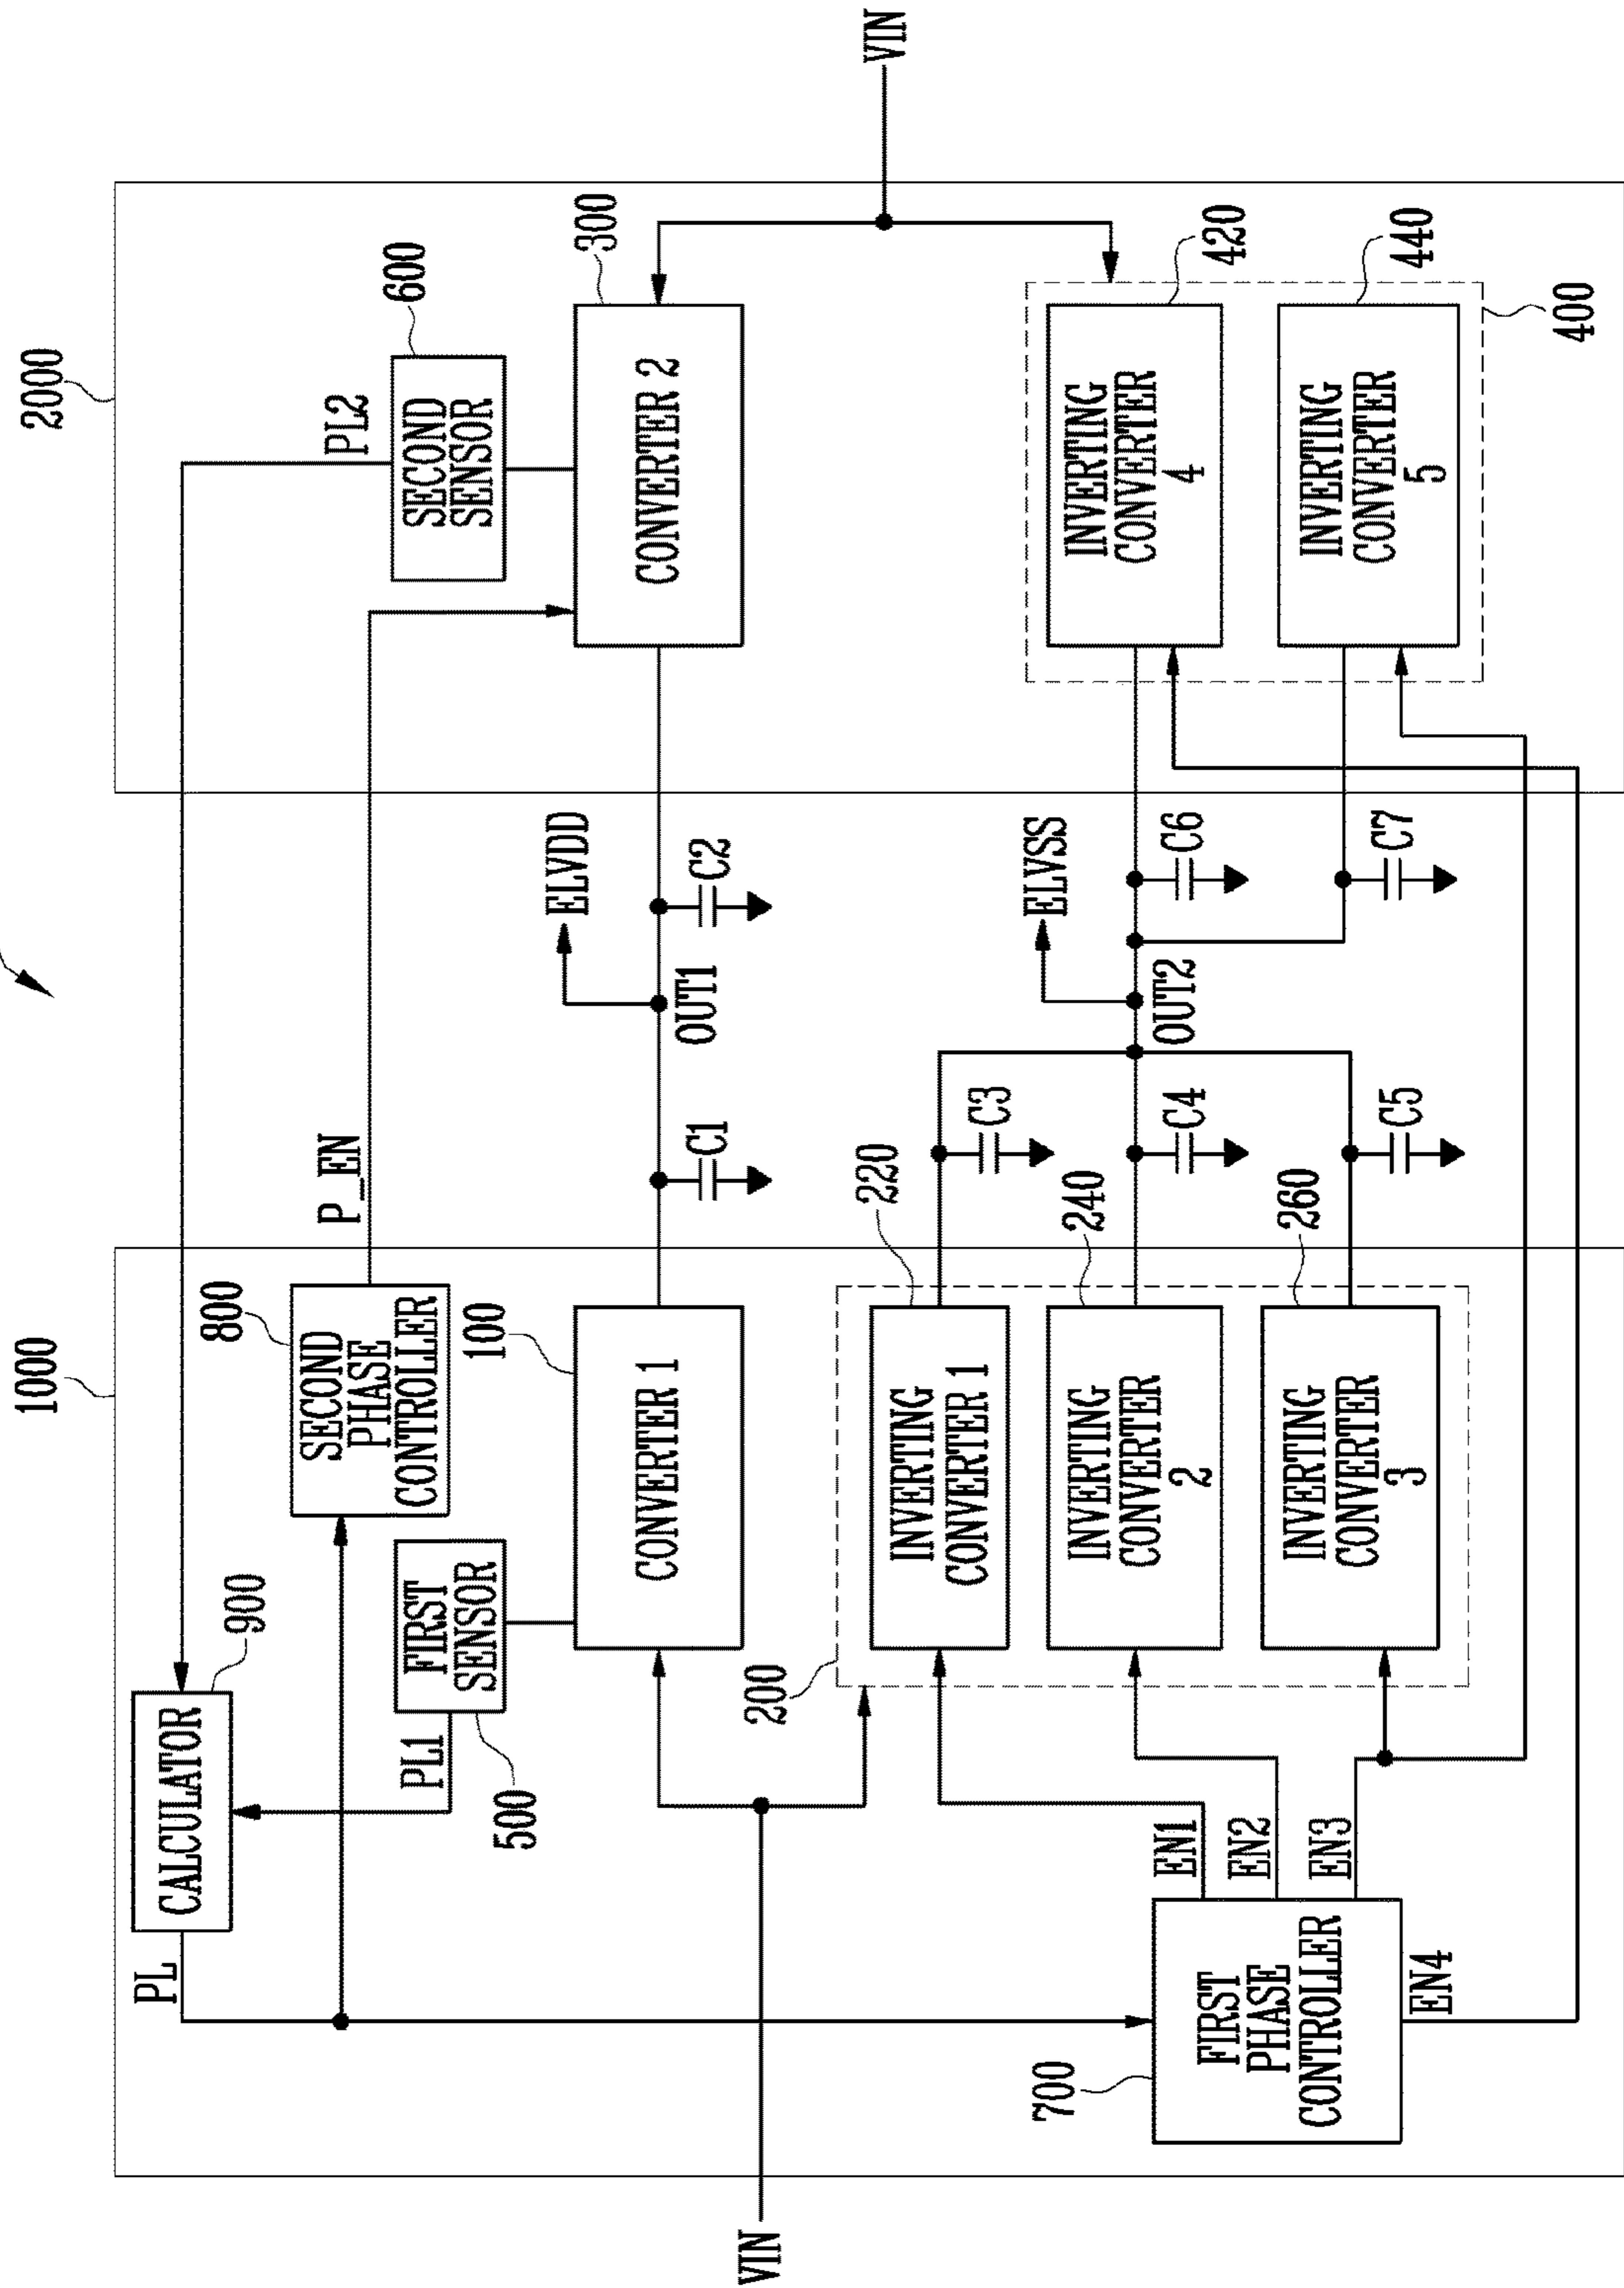 1000
2000
PL
CALCULATOR
900
PL2
SECOND
PHASE
CONTROLLER
800
P_EN
FIRST
SENSOR
PL1
500
SECOND
SENSOR
600
CONVERTER 1
100
C1
OUT1
ELVDD
C2
CONVERTER 2
300
VIN
VIN
200
INVERTING
CONVERTER 1
220
C3
INVERTING
CONVERTER
2
240
C4
INVERTING
CONVERTER
3
260
C5
OUT2
ELVSS
C6
C7
INVERTING
CONVERTER
4
420
INVERTING
CONVERTER
5
440
400
FIRST
PHASE
CONTROLLER
700
EN1
EN2
EN3
EN4